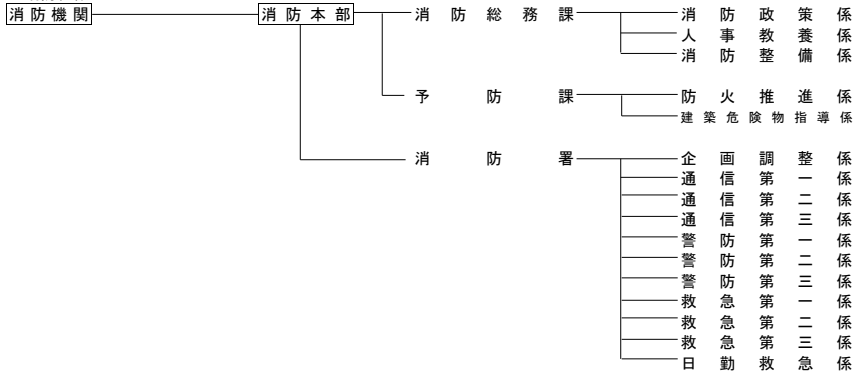 消防機関 消防本部 消防総務課 消防政策係
人事教養係
消防整備係
予防課 防火推進係
建築危険物指導係
消防署 企画調整係
通信第一係
通信第二係
通信第三係
警防第一係
警防第二係
警防第三係
救急第一係
救急第二係
救急第三係
日勤救急係